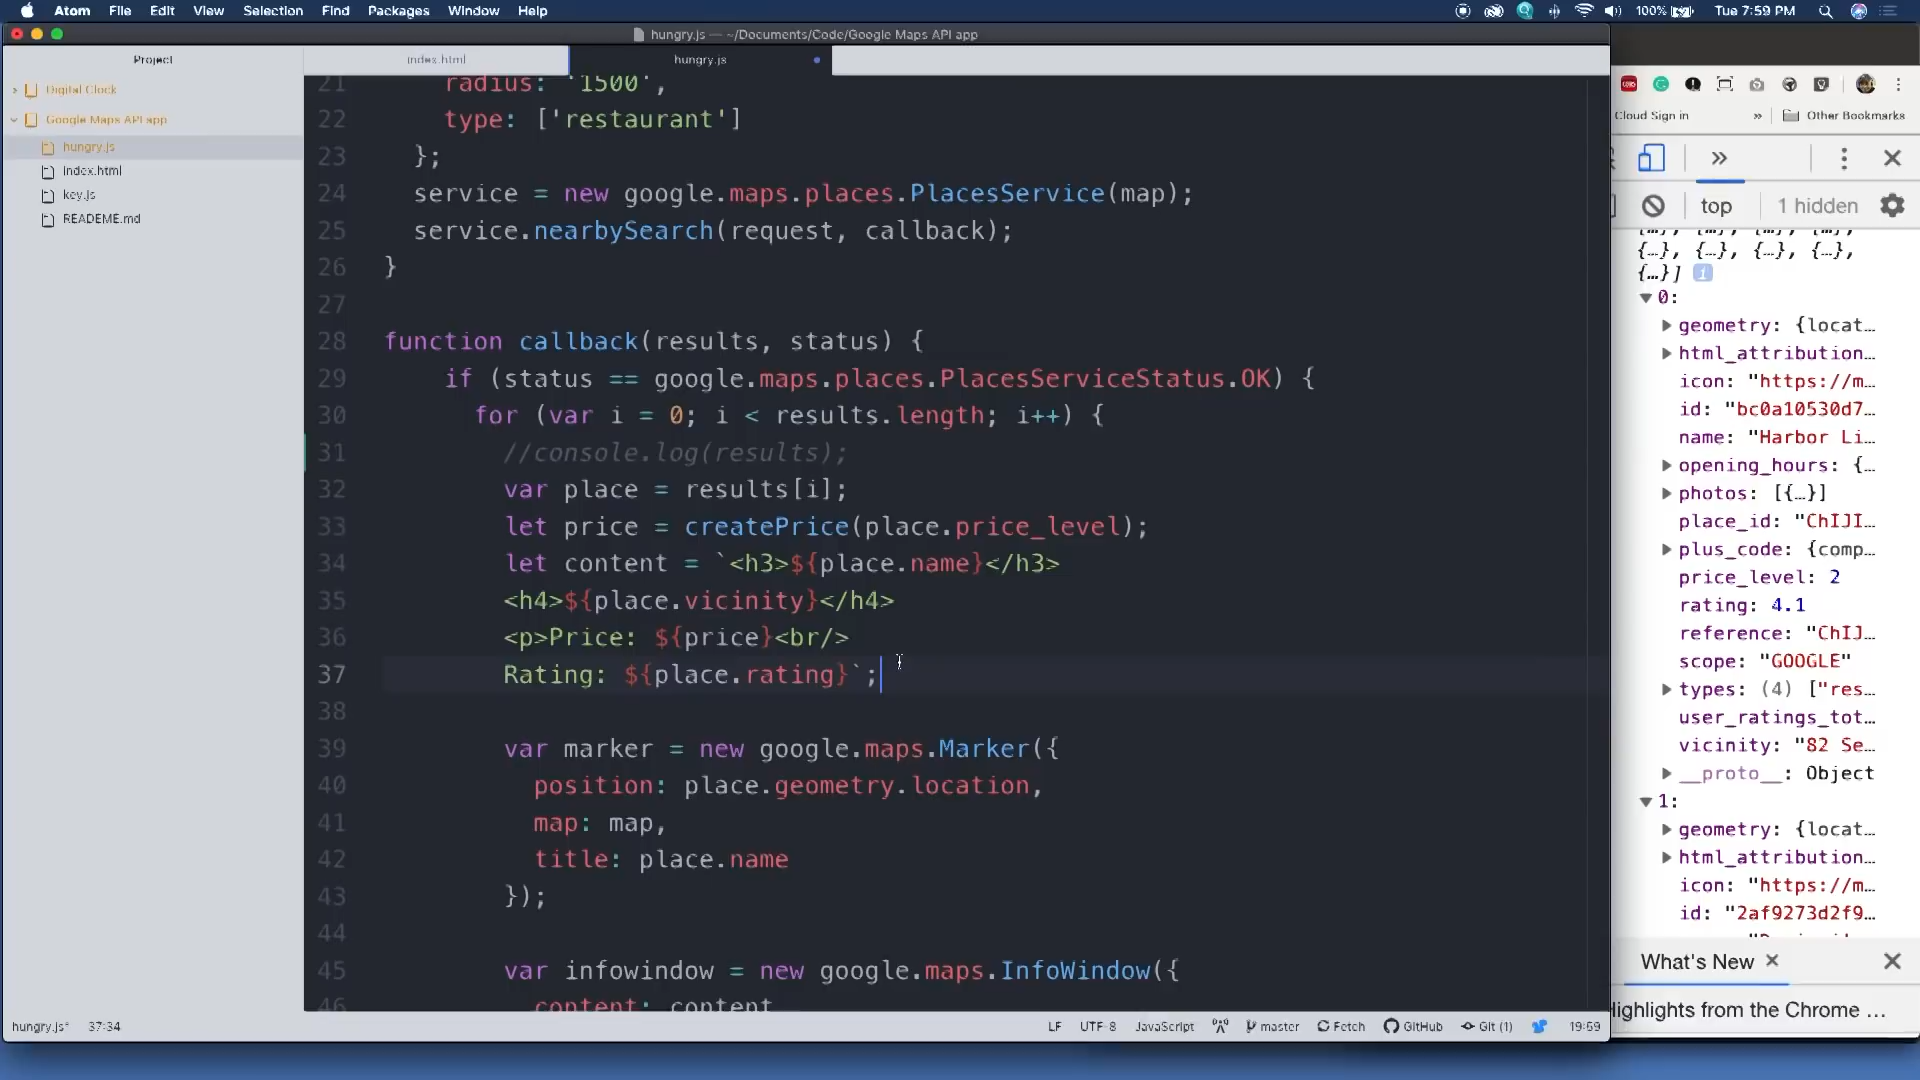 Atom File Edit View Selection Find Packages Window Help
100% Tue 7:59 PM
hungry.js — ~/Documents/Code/Google Maps API app
Project
index.html
hungry.js
Digital Clock
Google Maps API app
hungry.js
index.html
key.js
READEME.md
21 radius: '1500',
22 type: ['restaurant']
23 };
24 service = new google.maps.places.PlacesService(map);
25 service.nearbySearch(request, callback);
26 }
27
28 function callback(results, status) {
29 if (status == google.maps.places.PlacesServiceStatus.OK) {
30 for (var i = 0; i < results.length; i++) {
31 //console.log(results);
32 var place = results[i];
33 let price = createPrice(place.price_level);
34 let content = `<h3>${place.name}</h3>
35 <h4>${place.vicinity}</h4>
36 <p>Price: ${price}<br/>
37 Rating: ${place.rating}`;
38
39 var marker = new google.maps.Marker({
40 position: place.geometry.location,
41 map: map,
42 title: place.name
43 });
44
45 var infowindow = new google.maps.InfoWindow({
46 content: content
hungry.js* 37:34
LF UTF-8 JavaScript master Fetch GitHub Git (1) 19:59
Cloud Sign in » Other Bookmarks
»
top 1 hidden
{…}, {…}, {…}, {…},
{…}, {…}, {…}, {…},
{…}] i
0:
geometry: {locat…
html_attribution…
icon: "https://m…
id: "bc0a10530d7…
name: "Harbor Li…
opening_hours: {…
photos: [{…}]
place_id: "ChIJI…
plus_code: {comp…
price_level: 2
rating: 4.1
reference: "ChIJ…
scope: "GOOGLE"
types: (4) ["res…
user_ratings_tot…
vicinity: "82 Se…
__proto__: Object
1:
geometry: {locat…
html_attribution…
icon: "https://m…
id: "2af9273d2f9…
What's New
Highlights from the Chrome …